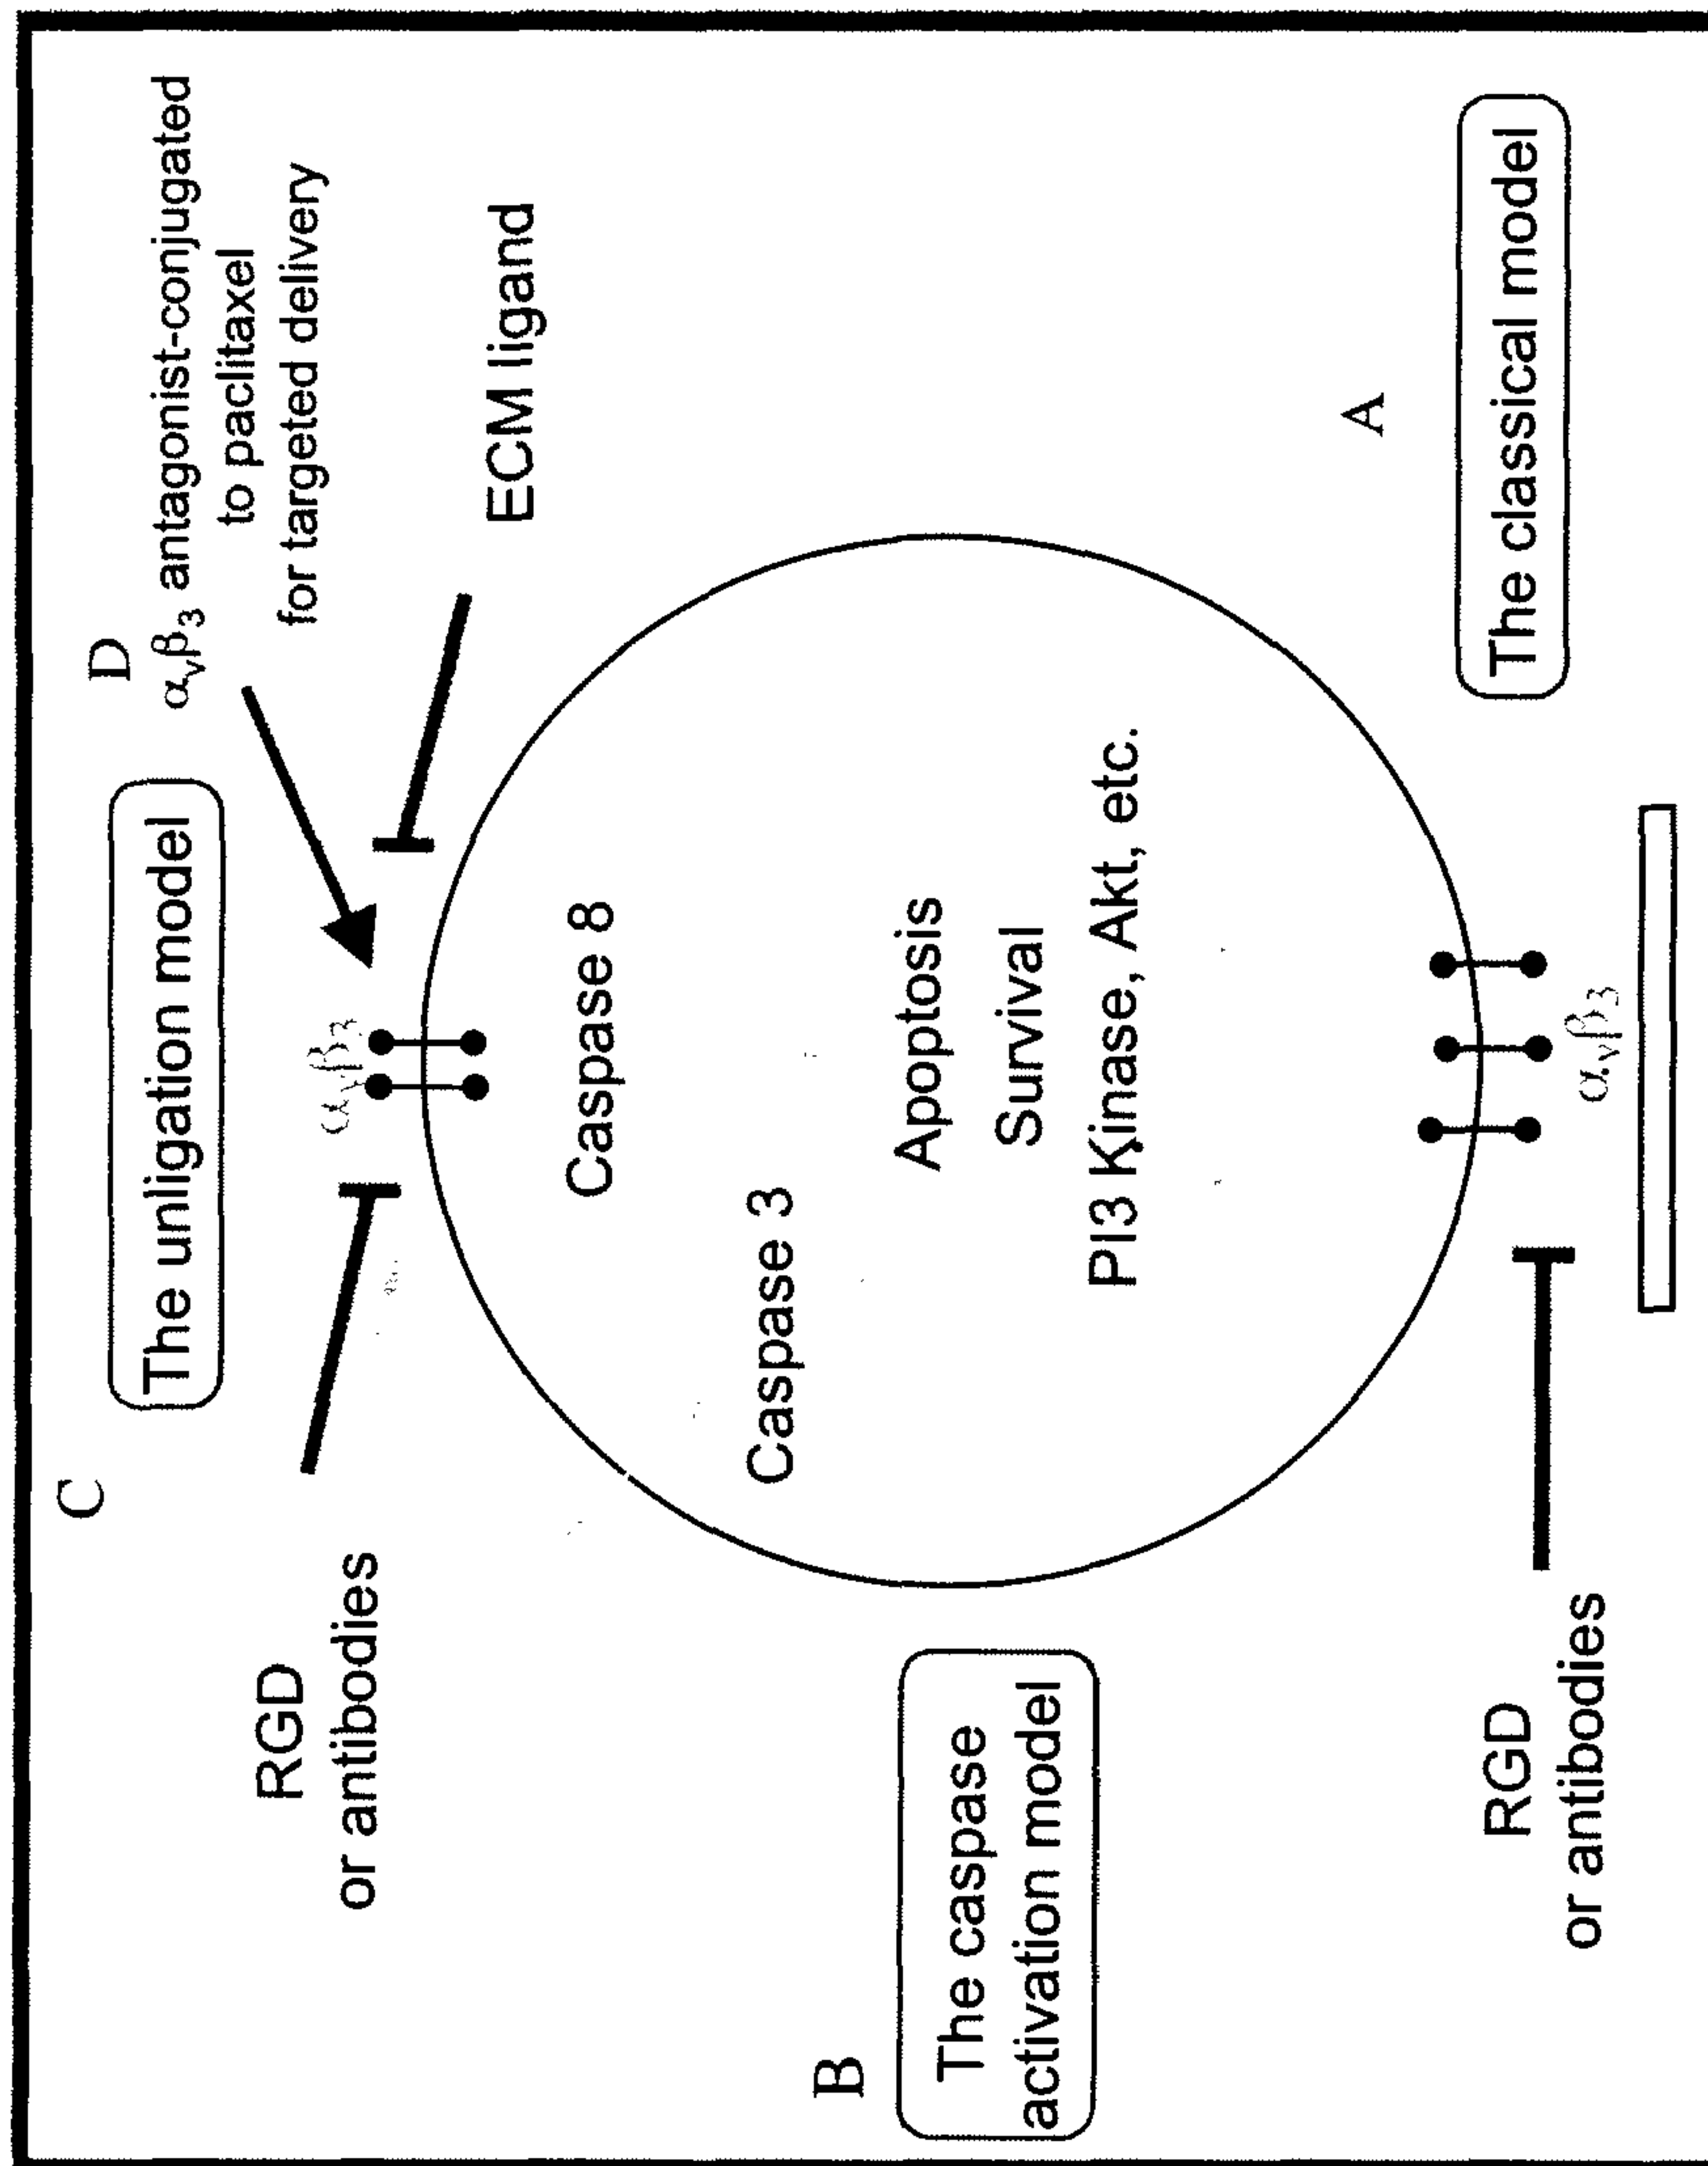 C
The unligation model
D
αvβ3 antagonist-conjugated
to paclitaxel
for targeted delivery
RGD
or antibodies
αvβ3
ECM ligand
Caspase 8
Caspase 3
B
The caspase
activation model
Apoptosis
Survival
PI3 Kinase, Akt, etc.
A
The classical model
RGD
or antibodies
αvβ3